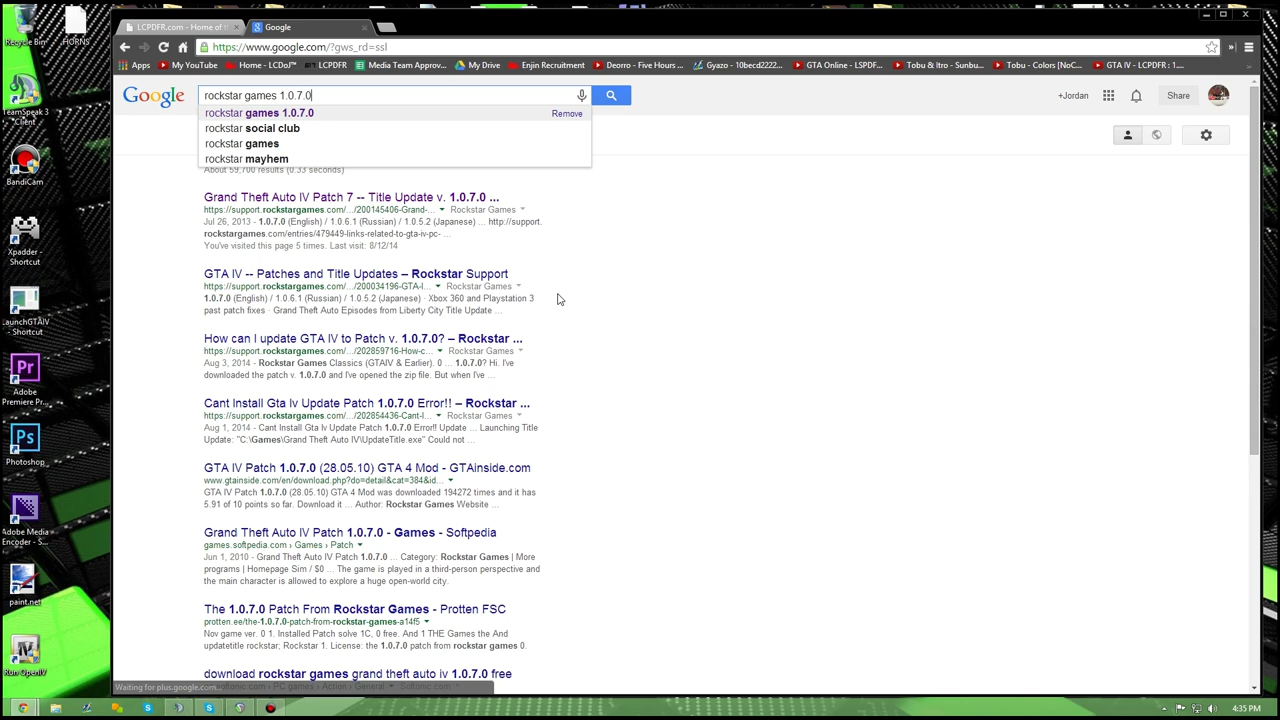 Recycle Bin
HORNS
TeamSpeak 3
Client
BandiCam
Xpadder -
Shortcut
LaunchGTAIV
- Shortcut
Adobe
Premiere Pr...
Photoshop
Adobe Media
Encoder - S...
paint.net
Run OpenIV
LCPDFR.com - Home of t
Google
https://www.google.com/?gws_rd=ssl
Apps
My YouTube
Home - LCDoJ™
LCPDFR
Media Team Approv...
My Drive
Enjin Recruitment
Deorro - Five Hours ...
Gyazo - 10becd2222...
GTA Online - LSPDF...
Tobu & Itro - Sunbu...
Tobu - Colors [NoC...
GTA IV - LCPDFR : 1....
Google
rockstar games 1.0.7.0
+Jordan
Share
rockstar games 1.0.7.0
Remove
rockstar social club
rockstar games
rockstar mayhem
About 59,700 results (0.33 seconds)
Grand Theft Auto IV Patch 7 -- Title Update v. 1.0.7.0 ...
https://support.rockstargames.com/.../200145406-Grand-... Rockstar Games
Jul 26, 2013 - 1.0.7.0 (English) / 1.0.6.1 (Russian) / 1.0.5.2 (Japanese) ... http://support.
rockstargames.com/entries/479449-links-related-to-gta-iv-pc- ...
You've visited this page 5 times. Last visit: 8/12/14
GTA IV -- Patches and Title Updates – Rockstar Support
https://support.rockstargames.com/.../200034196-GTA-I... Rockstar Games
1.0.7.0 (English) / 1.0.6.1 (Russian) / 1.0.5.2 (Japanese) · Xbox 360 and Playstation 3
past patch fixes · Grand Theft Auto Episodes from Liberty City Title Update ...
How can I update GTA IV to Patch v. 1.0.7.0? – Rockstar ...
https://support.rockstargames.com/.../202859716-How-c... Rockstar Games
Aug 3, 2014 - Rockstar Games Classics (GTAIV & Earlier). 0 ... 1.0.7.0? Hi. I've
downloaded the patch v. 1.0.7.0 and I've opened the zip file. But when I've ...
Cant Install Gta Iv Update Patch 1.0.7.0 Error!! – Rockstar ...
https://support.rockstargames.com/.../202854436-Cant-I... Rockstar Games
Aug 1, 2014 - Cant Install Gta Iv Update Patch 1.0.7.0 Error!! Update ... Launching Title
Update: "C:\Games\Grand Theft Auto IV\UpdateTitle.exe" Could not ...
GTA IV Patch 1.0.7.0 (28.05.10) GTA 4 Mod - GTAinside.com
www.gtainside.com/en/download.php?do=detail&cat=384&id...
GTA IV Patch 1.0.7.0 (28.05.10) GTA 4 Mod was downloaded 194272 times and it has
5.91 of 10 points so far. Download it ... Author: Rockstar Games Website ...
Grand Theft Auto IV Patch 1.0.7.0 - Games - Softpedia
games.softpedia.com › Games › Patch
Jun 1, 2010 - Grand Theft Auto IV Patch 1.0.7.0 ... Category: Rockstar Games | More
programs | Homepage Sim / $0 ... The game is played in a third-person perspective and
the main character is allowed to explore a huge open-world city.
The 1.0.7.0 Patch From Rockstar Games - Protten FSC
protten.ee/the-1.0.7.0-patch-from-rockstar-games-a14f5
Nov game ver. 0 1. Installed Patch solve 1C, 0 free. And 1 THE Games the And
updatetitle rockstar; Rockstar 1. License: the 1.0.7.0 patch from rockstar games 0.
download rockstar games grand theft auto iv 1.0.7.0 free
Waiting for plus.google.com...
4:35 PM